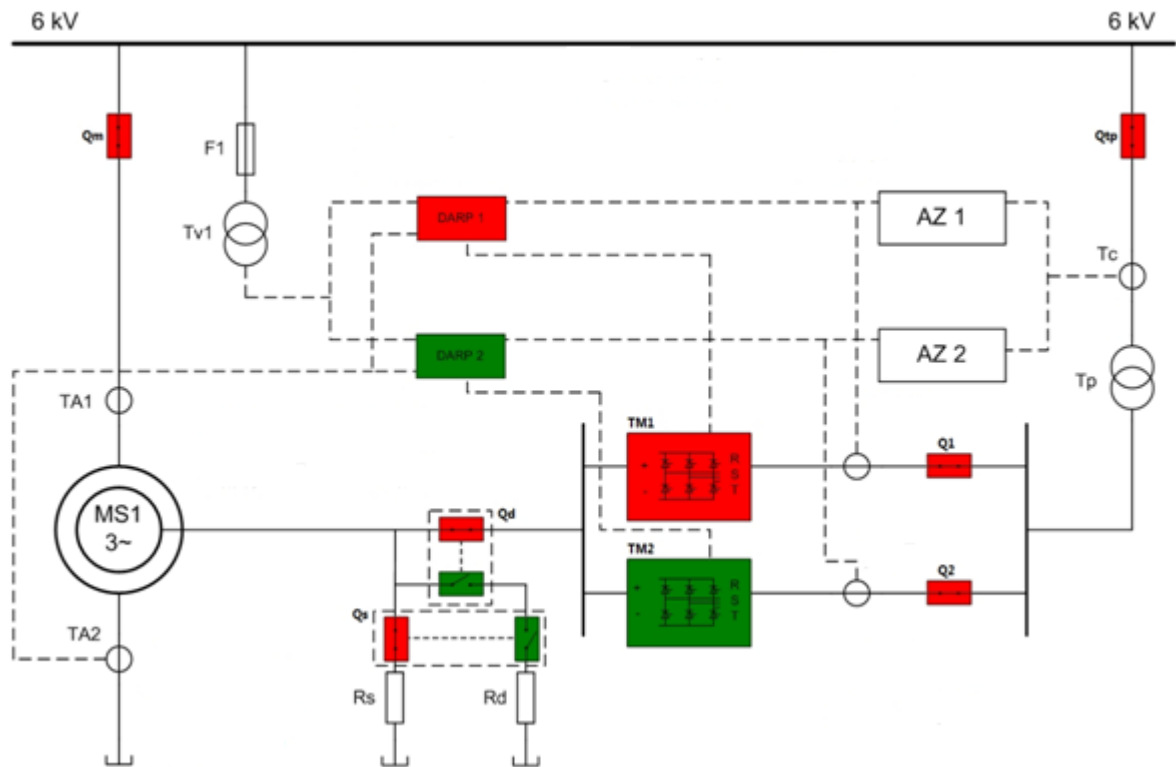 6 kV
6 kV
Qm
Qtp
F1
DARP 1
AZ 1
Tv1
Tc
DARP 2
AZ 2
Tp
TA1
TM1
+
-
R
S
T
Q1
MS1
3~
Qd
TM2
+
-
R
S
T
Q2
TA2
Qs
Rs
Rd